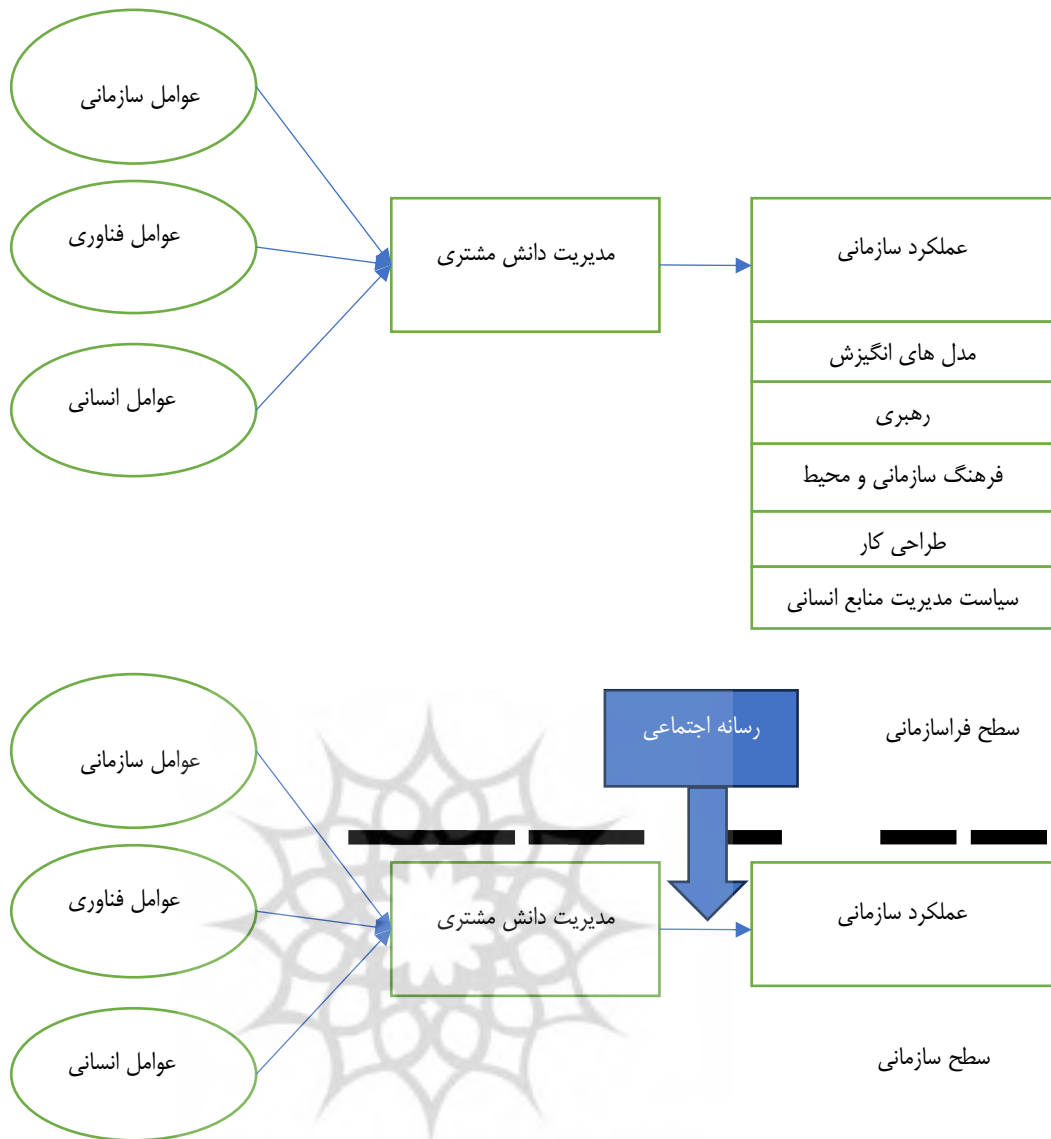 عوامل سازمانی
عوامل فناوری
مدیریت دانش مشتری
عملکرد سازمانی
مدل های انگیزش
عوامل انسانی
رهبری
فرهنگ سازمانی و محیط
طراحی کار
سیاست مدیریت منابع انسانی
رسانه اجتماعی
سطح فراسازمانی
عوامل سازمانی
عوامل فناوری
مدیریت دانش مشتری
عملکرد سازمانی
عوامل انسانی
سطح سازمانی